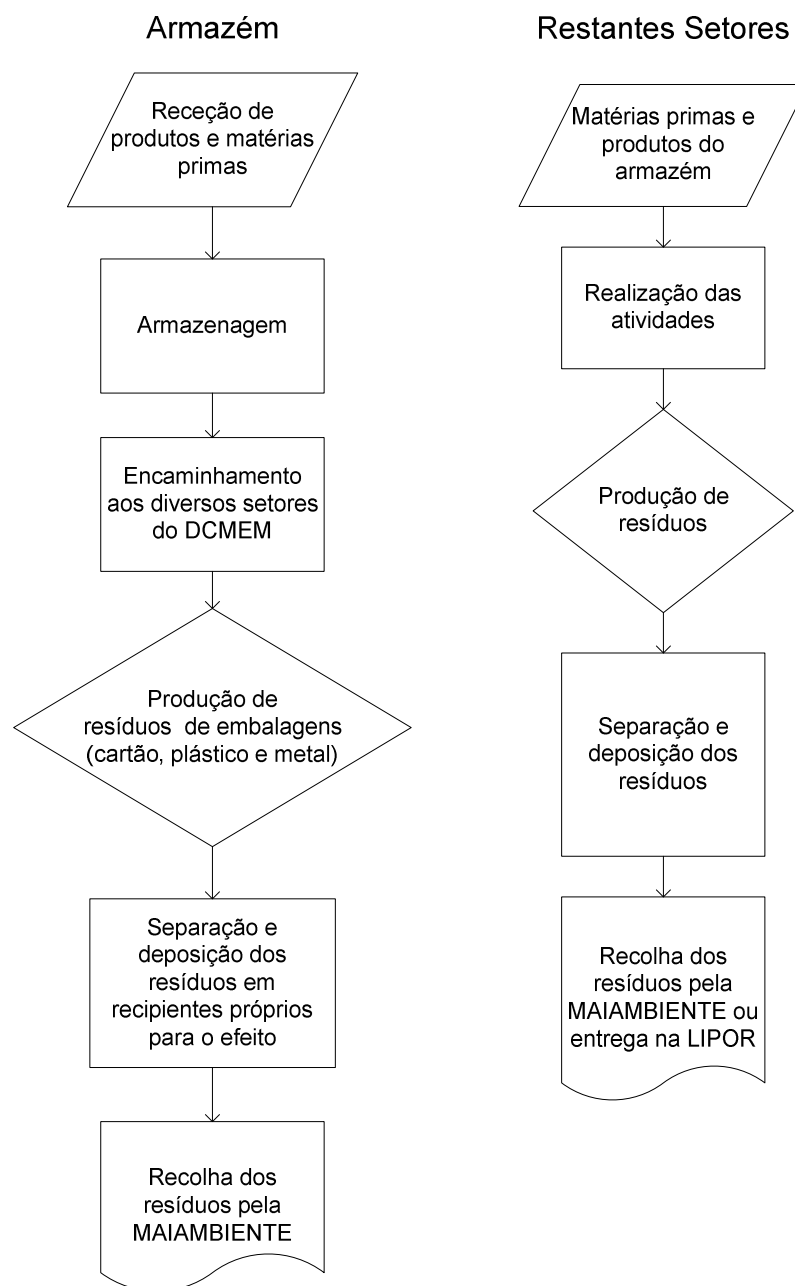 Armazém
Receção de
produtos e matérias
primas
Armazenagem
Encaminhamento
aos diversos setores
do DCMEM
Produção de
resíduos de embalagens
(cartão, plástico e metal)
Separação e
deposição dos
resíduos em
recipientes próprios
para o efeito
Recolha dos
resíduos pela
MAIAMBIENTE
Restantes Setores
Matérias primas e
produtos do
armazém
Realização das
atividades
Produção de
resíduos
Separação e
deposição dos
resíduos
Recolha dos
resíduos pela
MAIAMBIENTE ou
entrega na LIPOR